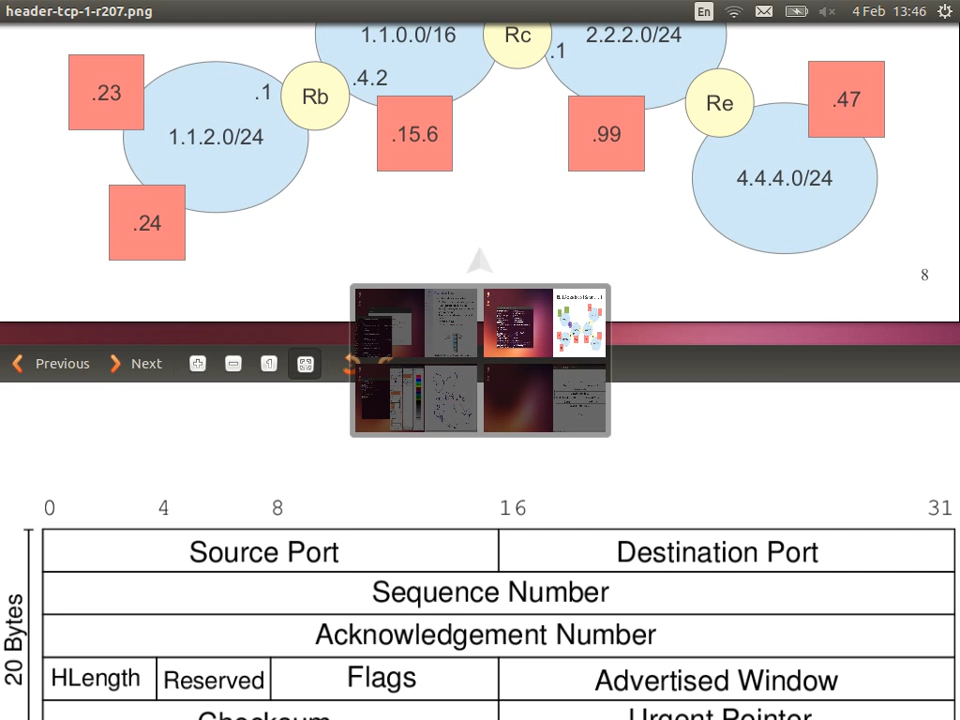 header-tcp-1-r207.png
En
4 Feb 13:46
1.1.0.0/16
Rc
2.2.2.0/24
.1
.23
.1
Rb
.4.2
Re
.47
1.1.2.0/24
.15.6
.99
4.4.4.0/24
.24
8
Previous Next
0 4 8 16 31
Source Port Destination Port
Sequence Number
Acknowledgement Number
20 Bytes
HLength Reserved Flags Advertised Window
Checksum Urgent Pointer